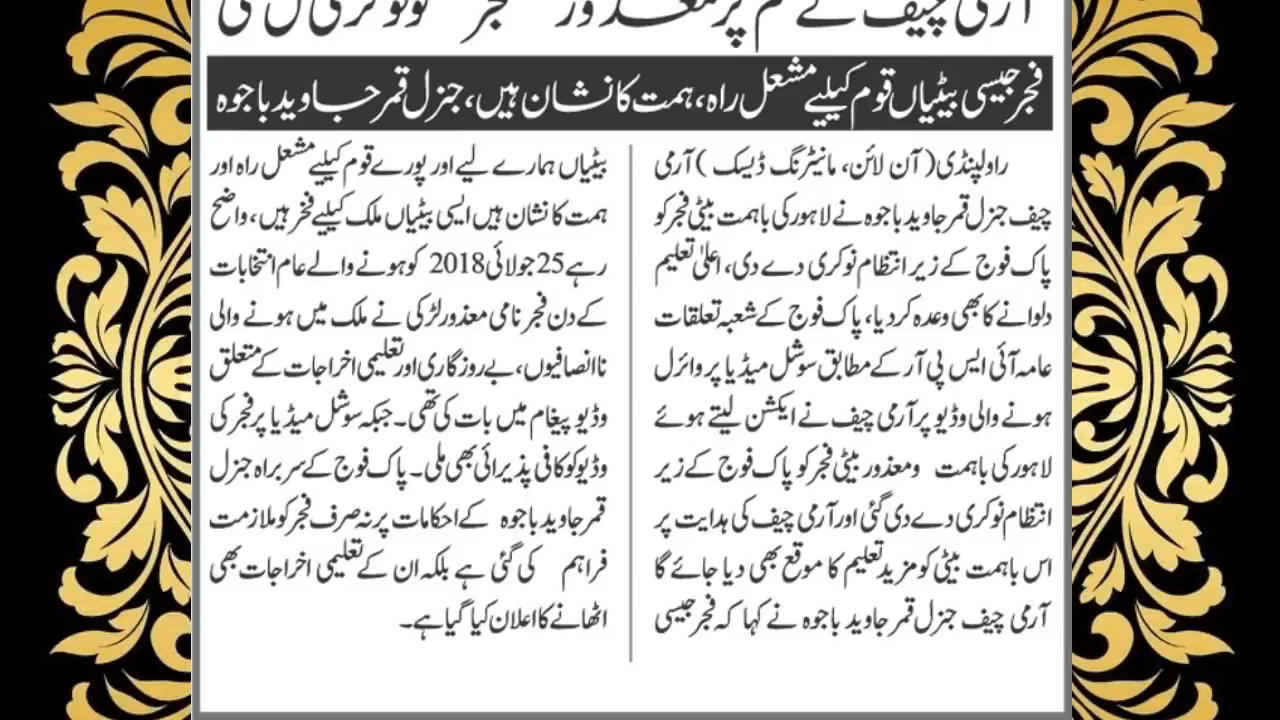 آرمی چیف کے حکم پر معذور فجر کو نوکری مل گئی
فجر جیسی بیٹیاں قوم کیلیے مشعل راہ، ہمت کا نشان ہیں، جنرل قمر جاوید باجوہ
راولپنڈی(آن لائن، مانیٹرنگ ڈیسک )آرمی
چیف جنرل قمر جاوید باجوہ نے لاہور کی باہمت بیٹی فجر کو
پاک فوج کے زیر انتظام نوکری دے دی، اعلیٰ تعلیم
دلوانے کا بھی وعدہ کر دیا، پاک فوج کے شعبہ تعلقات
عامہ آئی ایس پی آر کے مطابق سوشل میڈیا پر وائرل
ہونے والی وڈیو پر آرمی چیف نے ایکشن لیتے ہوئے
لاہور کی باہمت ومعذور بیٹی فجر کو پاک فوج کے زیر
انتظام نوکری دے دی گئی اور آرمی چیف کی ہدایت پر
اس باہمت بیٹی کو مزید تعلیم کا موقع بھی دیا جائے گا
آرمی چیف جنرل قمر جاوید باجوہ نے کہا کہ فجر جیسی
بیٹیاں ہمارے لیے اور پورے قوم کیلیے مشعل راہ اور
ہمت کا نشان ہیں ایسی بیٹیاں ملک کیلیے فخر ہیں، واضح
رہے 25 جولائی 2018 کو ہونے والے عام انتخابات
کے دن فجر نامی معذور لڑکی نے ملک میں ہونے والی
ناانصافیوں، بے روزگاری اور تعلیمی اخراجات کے متعلق
وڈیو پیغام میں بات کی تھی۔ جبکہ سوشل میڈیا پر فجر کی
وڈیو کو کافی پذیرائی بھی ملی۔ پاک فوج کے سربراہ جنرل
قمر جاوید باجوہ کے احکامات پر نہ صرف فجر کو ملازمت
فراہم کی گئی ہے بلکہ ان کے تعلیمی اخراجات بھی
اٹھانے کا اعلان کیا گیا ہے۔